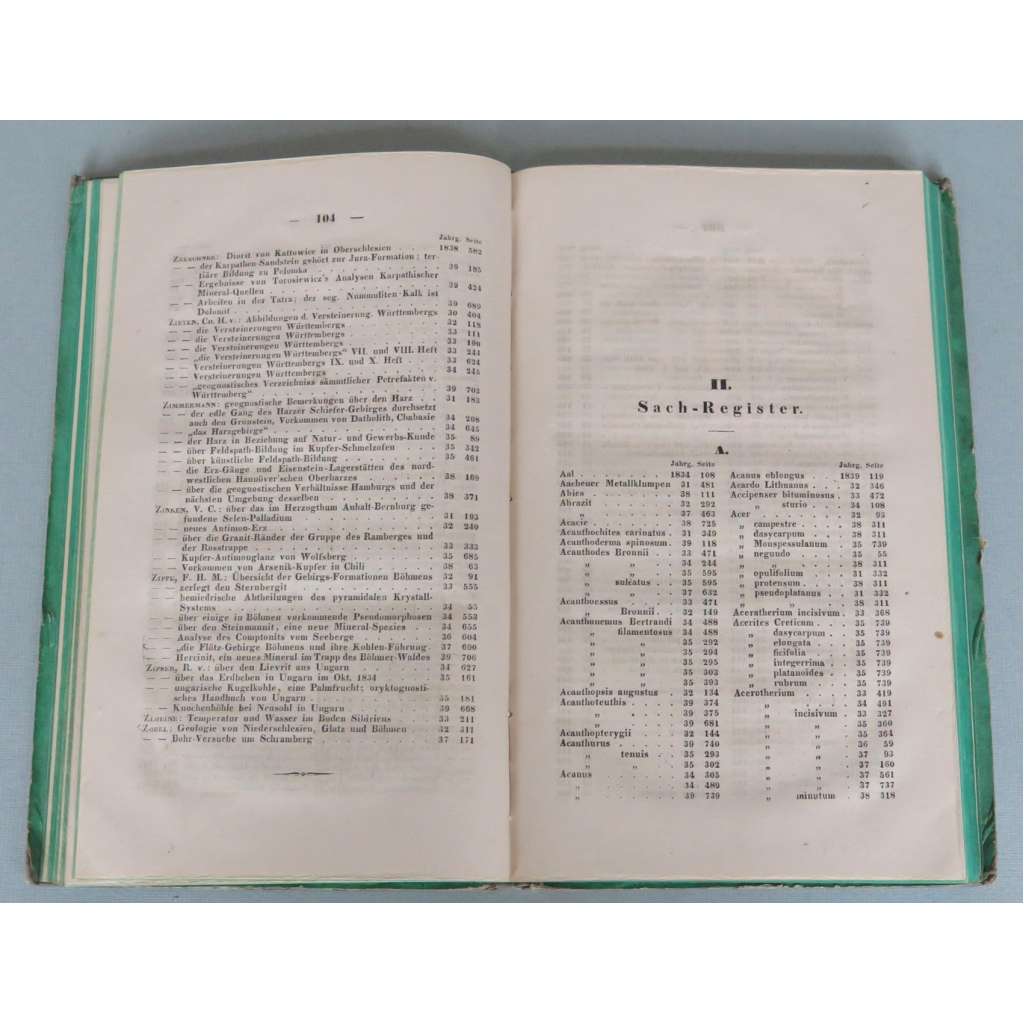 — 104 —
Jahrg. Seite
Zeuschner: Diorit von Kattowice in Oberschlesien . . . 1838 582
— — der Karpathen-Sandstein gehört zur Jura-Formation; ter-
tiäre Bildung zu Polomka . . . 39 185
— — Ergebnisse von Torosiewicz's Analysen Karpathischer
Mineral-Quellen . . . 39 434
— — Arbeiten in der Tatra; der sog. Nummuliten-Kalk ist
Dolomit . . . 39 689
Zieten, Co. H. v.: Abbildungen d. Versteinerung. Württembergs 30 404
— — die Versteinerungen Württembergs . . . 32 118
— — die Versteinerungen Württembergs . . . 33 111
— — die Versteinerungen Württembergs . . . 33 100
— — „die Versteinerungen Württembergs“ VII. und VIII. Heft 33 244
— — Versteinerungen Württembergs IX. und X. Heft . . 33 624
— — Versteinerungen Württembergs . . . 34 245
— — „geognostisches Verzeichniss sämmtlicher Petrefakten v.
Württemberg“ . . . 39 703
Zimmermann: geognostische Bemerkungen über den Harz . . 31 183
— — der edle Gang des Harzer Schiefer-Gebirges durchsetzt
auch den Grünstein, Vorkommen von Datholith, Chabasie 34 208
— — „das Harzgebirge“ . . . 34 645
— — der Harz in Beziehung auf Natur- und Gewerbs-Kunde 35 89
— — über Feldspath-Bildung im Kupfer-Schmelzofen . . . 35 342
— — über künstliche Feldspath-Bildung . . . 35 461
— — die Erz-Gänge und Eisenstein-Lagerstätten des nord-
westlichen Hannöver'schen Oberharzes . . . 38 109
— — über die geognostischen Verhältnisse Hamburgs und der
nächsten Umgebung desselben . . . 38 371
Zinken, V. C.: über das im Herzogthum Anhalt-Bernburg ge-
fundene Selen-Palladium . . . 31 193
— — neues Antimon-Erz . . . 32 240
— — über die Granit-Ränder der Gruppe des Ramberges und
der Rosstrappe . . . 33 333
— — Kupfer-Antimonglanz von Wolfsberg . . . 35 685
— — Vorkommen von Arsenik-Kupfer in Chili . . . 38 63
Zippe, F. H. M.: Übersicht der Gebirgs-Formationen Böhmens 32 91
— — zerlegt den Sternbergit . . . 33 555
— — hemiedrische Abtheilungen des pyramidalen Krystall-
Systems . . . 34 53
— — über einige in Böhmen vorkommende Pseudomorphosen 34 553
— — über den Steinmannit, eine neue Mineral-Spezies . . 34 655
— — Analyse des Comptonits vom Seeberge . . . 36 604
— — „die Flötz-Gebirge Böhmens und ihre Kohlen-Führung 37 690
— — Hercinit, ein neues Mineral im Trapp des Böhmer-Waldes 39 706
Zipser, R. v.: über den Lievrit aus Ungarn . . . 34 627
— — über das Erdbeben in Ungarn im Okt. 1834 . . . 35 161
— — ungarische Kugelkohle, eine Palmfrucht; oryktognosti-
sches Handbuch von Ungarn . . . 35 181
— — Knochenhöhle bei Neusohl in Ungarn . . . 39 668
Temperatur und Wasser im Boden Sibiriens . . 33 211
Zobel: Geologie von Niederschlesien, Glatz und Böhmen . 32 311
— — Bohr-Versuche um Schramberg . . . 37 171
II.
Sach-Register.
A.
Jahrg. Seite
Aal . . . 1834 108
Aachener Metallklumpen . 31 481
Abies . . . 38 111
Abrazit . . . 32 292
„ . . . 37 463
Acacie . . . 38 725
Acanthochites carinatus . 31 349
Acanthoderma spinosum . 39 118
Acanthodes Bronnii . . 33 471
„ „ . . 34 244
„ „ . . 35 595
„ sulcatus . . 35 595
„ „ . . 37 632
Acanthoessus . . . 33 471
„ Bronnii . . 32 149
Acanthonemus Bertrandi 34 488
„ filamentosus 34 488
„ „ 35 292
„ „ 35 294
„ „ 35 295
„ „ 35 303
„ „ 35 393
Acanthopsis angustus . 32 134
Acanthoteuthis . . . 39 374
„ . . . 39 375
„ . . . 39 681
Acanthopterygii . . 32 144
Acanthurus . . . 39 740
„ tenuis . . 35 293
„ „ . . 35 302
Acanus . . . 34 305
„ . . . 34 489
„ . . . 39 739
Jahrg. Seite
Acanus oblongus . . . 1839 119
Acardo Lithuanus . . . 32 346
Accipenser bituminosus . 33 472
„ sturio . . 34 108
Acer . . . 32 93
„ campestre . . . 38 311
„ dasycarpum . . . 38 311
„ Monspessulanum . 35 739
„ negundo . . . 35 55
„ „ . . . 38 311
„ opulifolium . . . 31 332
„ protensum . . . 38 311
„ pseudoplatanus . . 31 332
„ „ . . 38 311
Aceratherium incisivum . 33 368
Acerites Creticum . . . 35 739
„ dasycarpum . . 35 739
„ elongata . . . 35 739
„ ficifolia . . . 35 739
„ integerrima . . 35 739
„ platanoides . . 35 739
„ rubrum . . . 35 739
Acerotherium . . . 33 419
„ . . . 34 491
„ incisivum . 33 327
„ „ . 35 360
„ „ . 35 364
„ „ . 36 59
„ „ . 37 93
„ „ . 37 160
„ „ . 37 561
„ „ . 37 737
„ minutum . 38 318